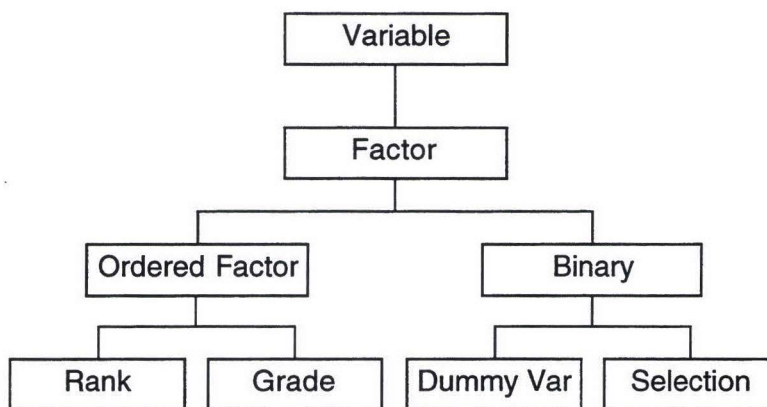 Variable
Factor
Ordered Factor
Binary
Rank
Grade
Dummy Var
Selection